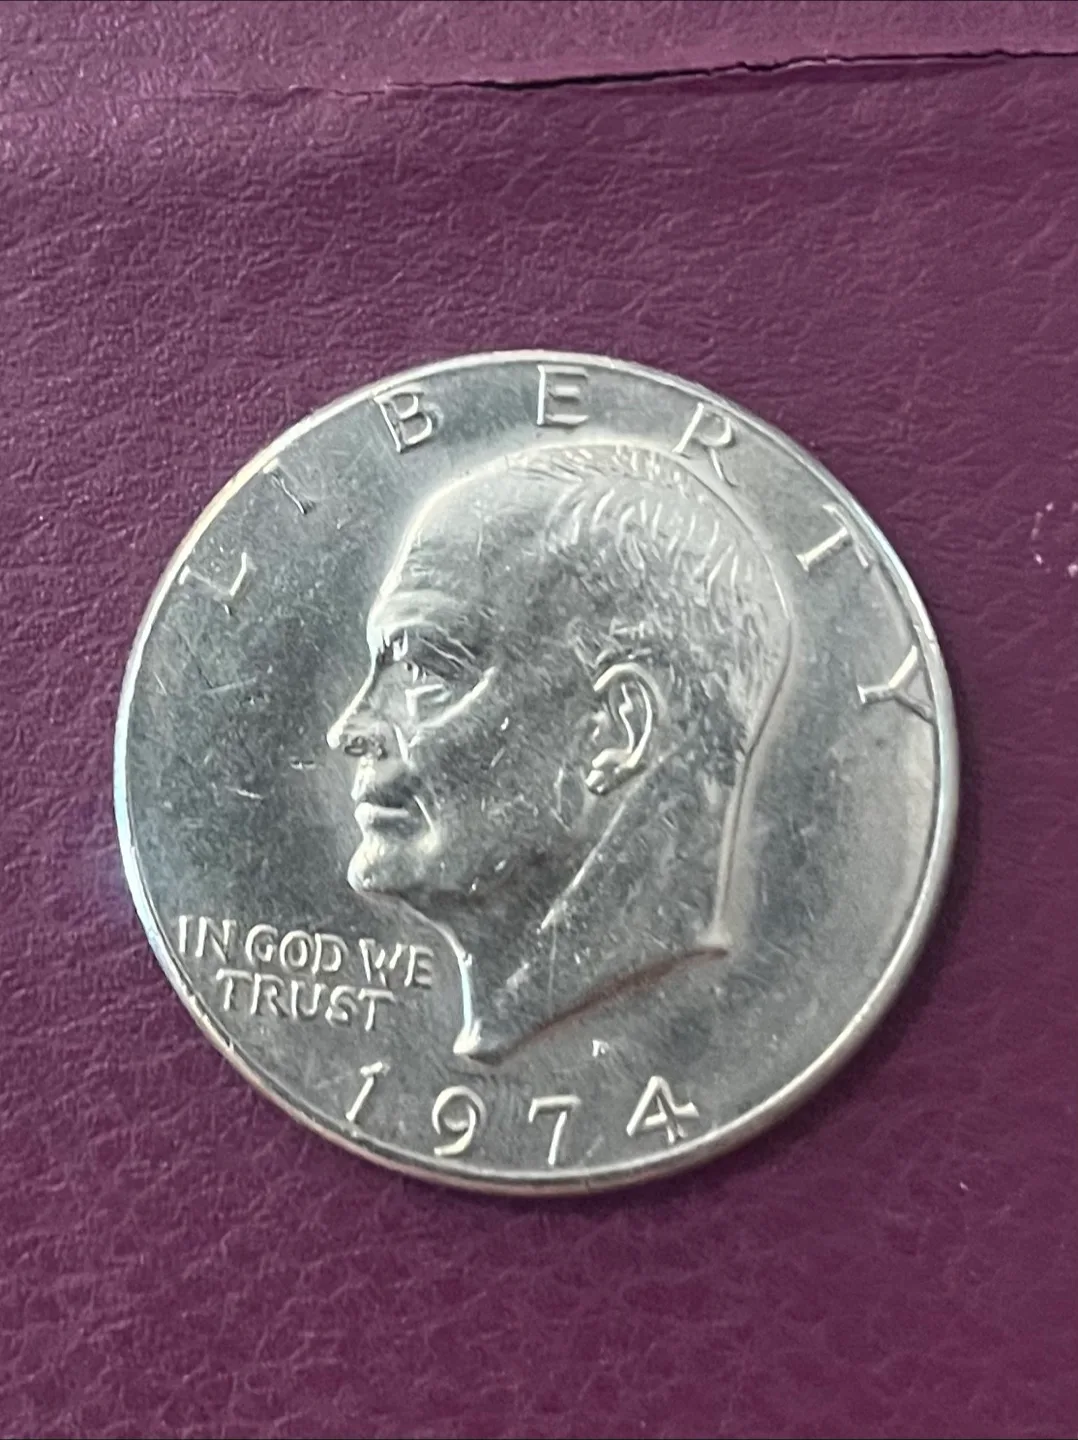 LIBERTY
IN GOD WE
TRUST
1974